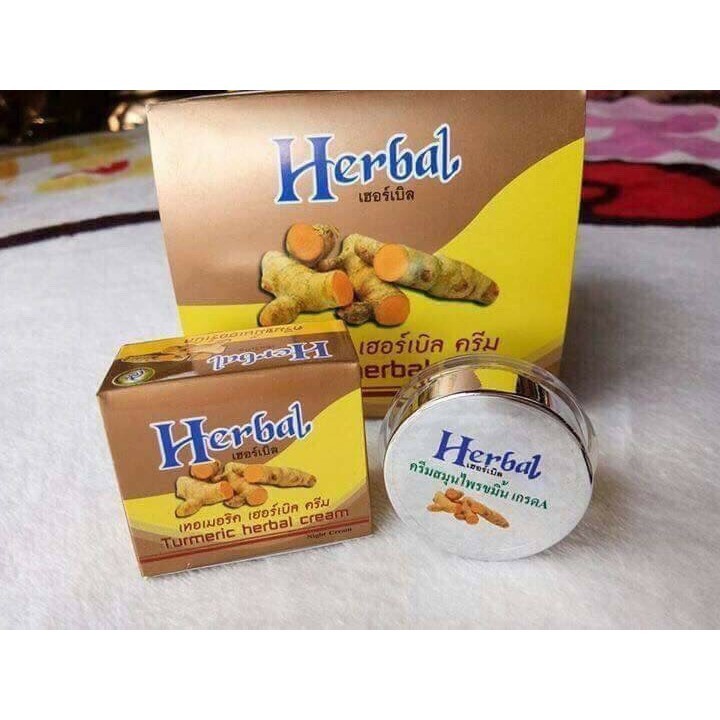 Herbal
เฮอร์เบิล
เฮอร์เบิล ครีม
erbal
Herbal
Herbal
เฮอร์เบิล
เทอเมอริค เฮอร์เบิล ครีม
Turmeric herbal cream
Night Cream
Herbal
เฮอร์เบิล
ครีมสมุนไพรขมิ้น เกรดA